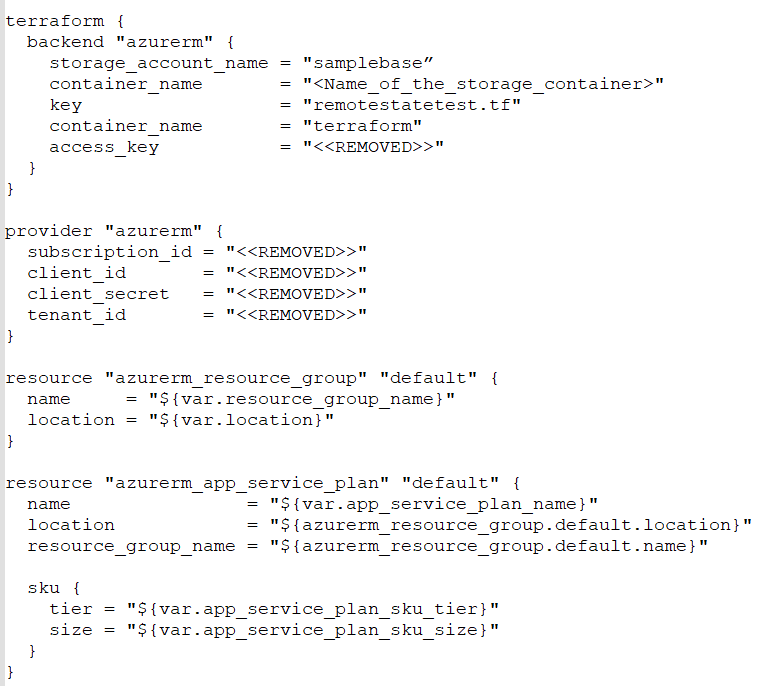 terraform {
  backend "azurerm" {
    storage_account_name = "samplebase”
    container_name       = "<Name_of_the_storage_container>"
    key                  = "remotestatetest.tf"
    container_name       = "terraform"
    access_key           = "<<REMOVED>>"
  }
}

provider "azurerm" {
  subscription_id = "<<REMOVED>>"
  client_id       = "<<REMOVED>>"
  client_secret   = "<<REMOVED>>"
  tenant_id       = "<<REMOVED>>"
}

resource "azurerm_resource_group" "default" {
  name     = "${var.resource_group_name}"
  location = "${var.location}"
}

resource "azurerm_app_service_plan" "default" {
  name                = "${var.app_service_plan_name}"
  location            = "${azurerm_resource_group.default.location}"
  resource_group_name = "${azurerm_resource_group.default.name}"

  sku {
    tier = "${var.app_service_plan_sku_tier}"
    size = "${var.app_service_plan_sku_size}"
  }
}